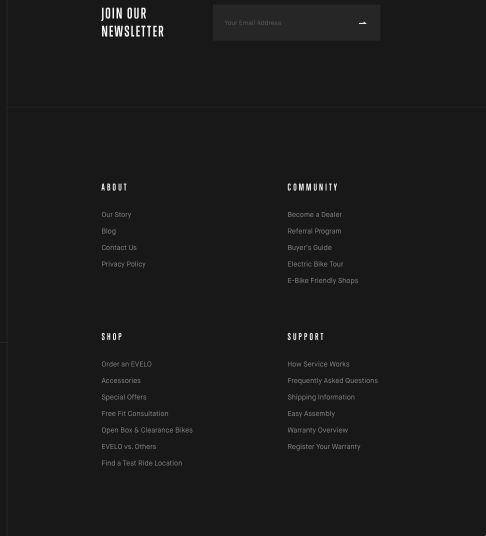 JOIN OUR
NEWSLETTER
Your Email Address
ABOUT
Our Story
Blog
Contact Us
Privacy Policy
COMMUNITY
Become a Dealer
Referral Program
Buyer's Guide
Electric Bike Tour
E-Bike Friendly Shops
SHOP
Order an EVELO
Accessories
Special Offers
Free Fit Consultation
Open Box & Clearance Bikes
EVELO vs. Others
Find a Test Ride Location
SUPPORT
How Service Works
Frequently Asked Questions
Shipping Information
Easy Assembly
Warranty Overview
Register Your Warranty